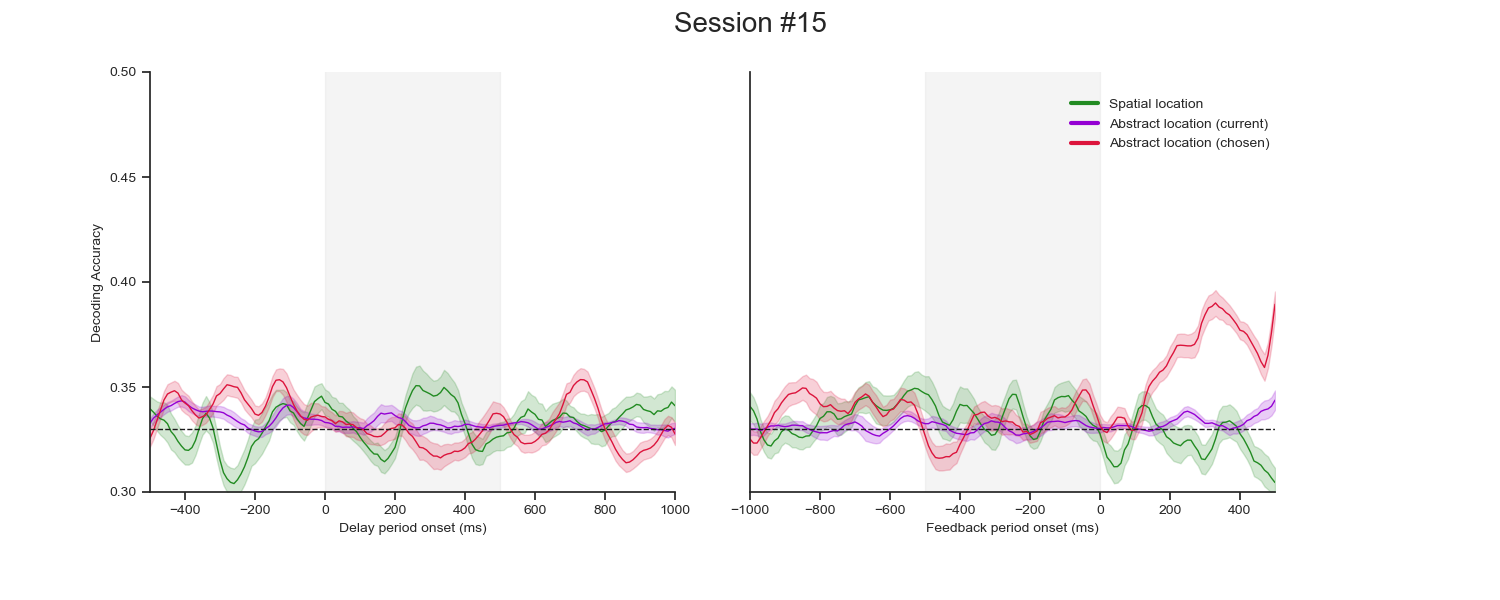 Session #15
0.50
0.45
0.40
0.35
0.30
Decoding Accuracy
−400 −200 0 200 400 600 800 1000
Delay period onset (ms)
Spatial location
Abstract location (current)
Abstract location (chosen)
−1000 −800 −600 −400 −200 0 200 400
Feedback period onset (ms)